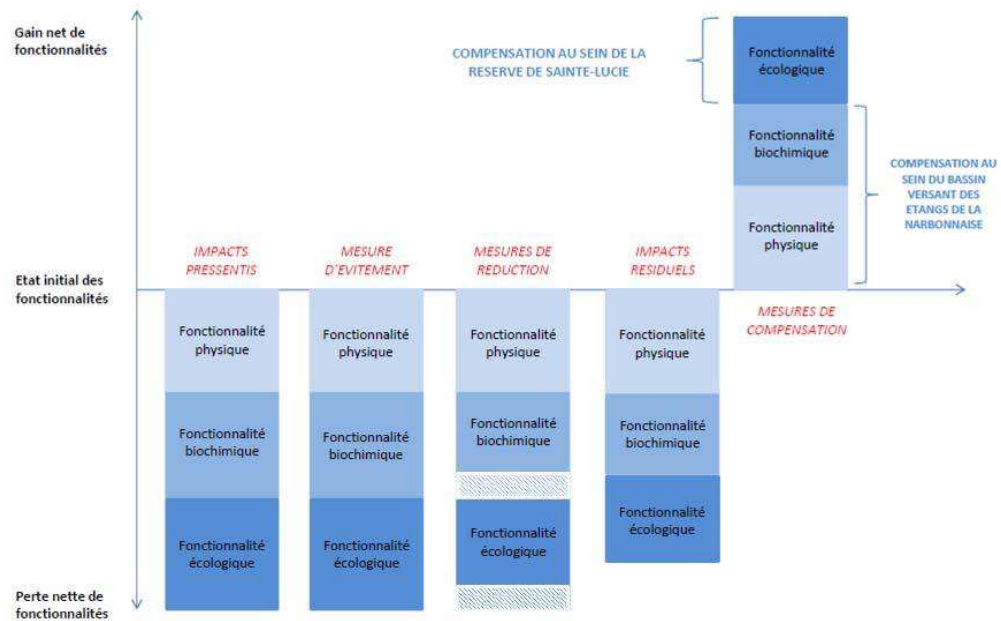 Gain net de
fonctionnalités
COMPENSATION AU SEIN DE LA
RESERVE DE SAINTE-LUCIE
Fonctionnalité
écologique
Fonctionnalité
biochimique
Fonctionnalité
physique
COMPENSATION AU
SEIN DU BASSIN
VERSANT DES
ETANGS DE LA
NARBONNAISE
IMPACTS
PRESSENTIS
MESURE
D'EVITEMENT
MESURES DE
REDUCTION
IMPACTS
RESIDUELS
Etat initial des
fonctionnalités
MESURES DE
COMPENSATION
Fonctionnalité
physique
Fonctionnalité
physique
Fonctionnalité
physique
Fonctionnalité
physique
Fonctionnalité
biochimique
Fonctionnalité
biochimique
Fonctionnalité
biochimique
Fonctionnalité
biochimique
Fonctionnalité
écologique
Fonctionnalité
écologique
Fonctionnalité
écologique
Fonctionnalité
écologique
Perte nette de
fonctionnalités